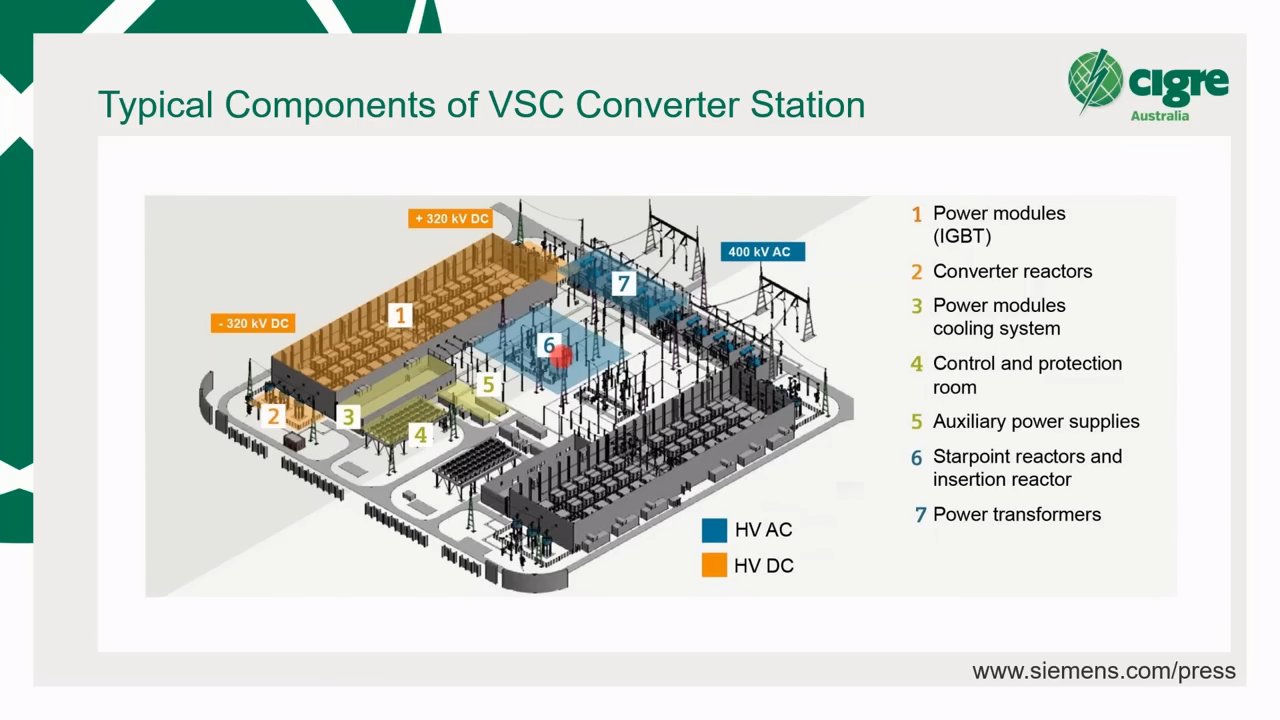 cigre
Australia
Typical Components of VSC Converter Station
+ 320 kV DC
400 kV AC
- 320 kV DC
1
2
3
4
5
6
7
1 Power modules
(IGBT)
2 Converter reactors
3 Power modules
cooling system
4 Control and protection
room
5 Auxiliary power supplies
6 Starpoint reactors and
insertion reactor
7 Power transformers
HV AC
HV DC
www.siemens.com/press